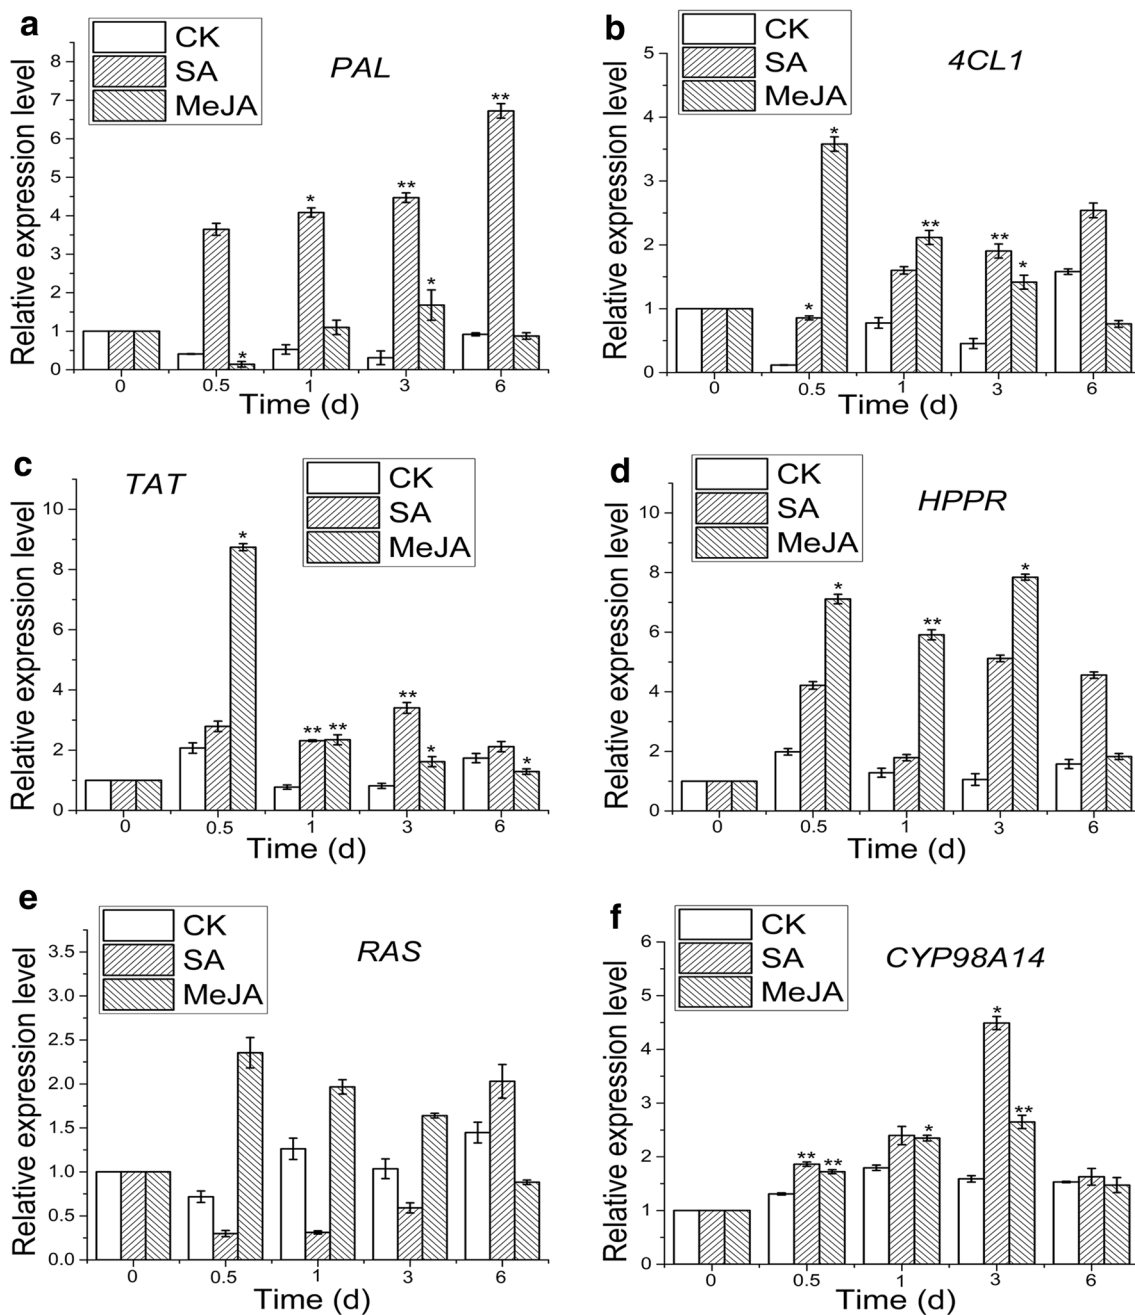 a
CK
SA
MeJA
PAL
Relative expression level
8
7
6
5
4
3
2
1
0
* ** ** * *
0 0.5 1 3 6
Time (d)
b
CK
SA
MeJA
4CL1
Relative expression level
5
4
3
2
1
0
* * ** ** *
0 0.5 1 3 6
Time (d)
c
TAT
CK
SA
MeJA
Relative expression level
10
8
6
4
2
0
* ** ** ** * *
0 0.5 1 3 6
Time (d)
d
CK
SA
MeJA
HPPR
Relative expression level
10
8
6
4
2
0
* ** *
0 0.5 1 3 6
Time (d)
e
CK
SA
MeJA
RAS
Relative expression level
3.5
3.0
2.5
2.0
1.5
1.0
0.5
0.0
0 0.5 1 3 6
Time (d)
f
CK
SA
MeJA
CYP98A14
Relative expression level
6
5
4
3
2
1
0
** ** * * **
0 0.5 1 3 6
Time (d)